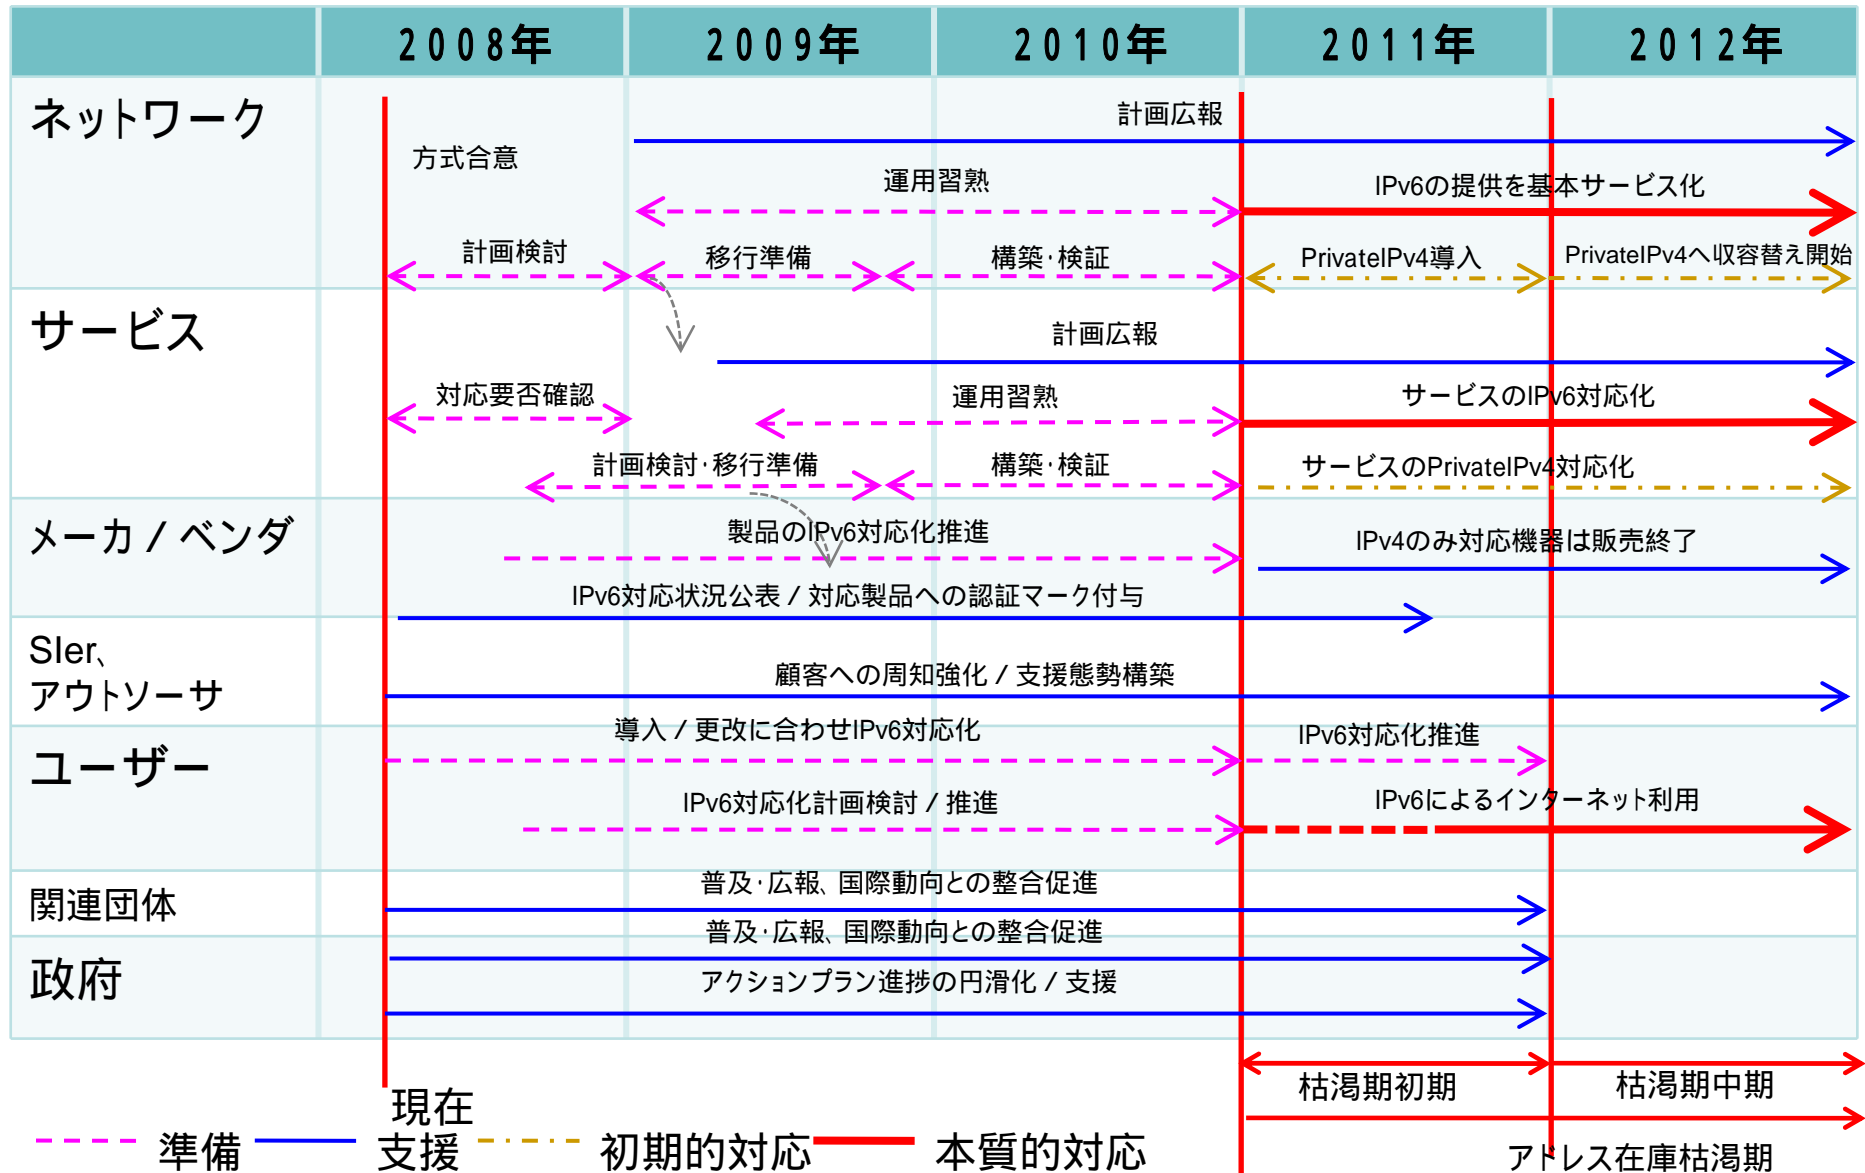 2008年 2009年 2010年 2011年 2012年
ネットワーク
計画広報
方式合意
運用習熟
IPv6の提供を基本サービス化
計画検討
移行準備
構築・検証
PrivateIPv4導入
PrivateIPv4へ収容替え開始
サービス
計画広報
対応要否確認
運用習熟
サービスのIPv6対応化
計画検討・移行準備
構築・検証
サービスのPrivateIPv4対応化
メーカ / ベンダ
製品のIPv6対応化推進
IPv4のみ対応機器は販売終了
IPv6対応状況公表 / 対応製品への認証マーク付与
SIer、
アウトソーサ
顧客への周知強化 / 支援態勢構築
ユーザー
導入 / 更改に合わせIPv6対応化
IPv6対応化推進
IPv6対応化計画検討 / 推進
IPv6によるインターネット利用
関連団体
普及・広報、国際動向との整合促進
政府
普及・広報、国際動向との整合促進
アクションプラン進捗の円滑化 / 支援
現在
枯渇期初期
枯渇期中期
準備
支援
初期的対応
本質的対応
アドレス在庫枯渇期